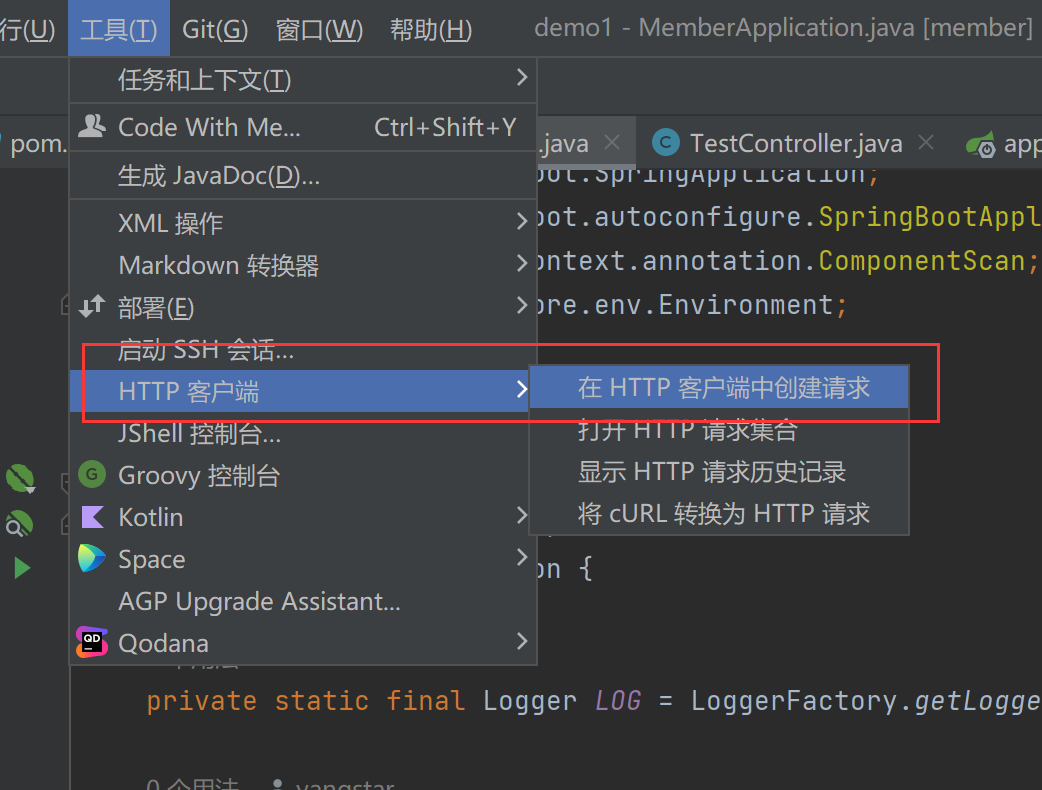 行(U) 工具(T) Git(G) 窗口(W) 帮助(H) demo1 - MemberApplication.java [member]
任务和上下文(T)
Code With Me... Ctrl+Shift+Y
pom. .java TestController.java app
生成 JavaDoc(D)...
ot.SpringApplication;
XML 操作
oot.autoconfigure.SpringBootAppl
Markdown 转换器
ontext.annotation.ComponentScan;
部署(E)
ore.env.Environment;
启动 SSH 会话...
HTTP 客户端
在 HTTP 客户端中创建请求
JShell 控制台...
打开 HTTP 请求集合
Groovy 控制台
显示 HTTP 请求历史记录
Kotlin
将 cURL 转换为 HTTP 请求
Space
on {
AGP Upgrade Assistant...
QD
Qodana
private static final Logger LOG = LoggerFactory.getLogge
0 个用法 yangstar